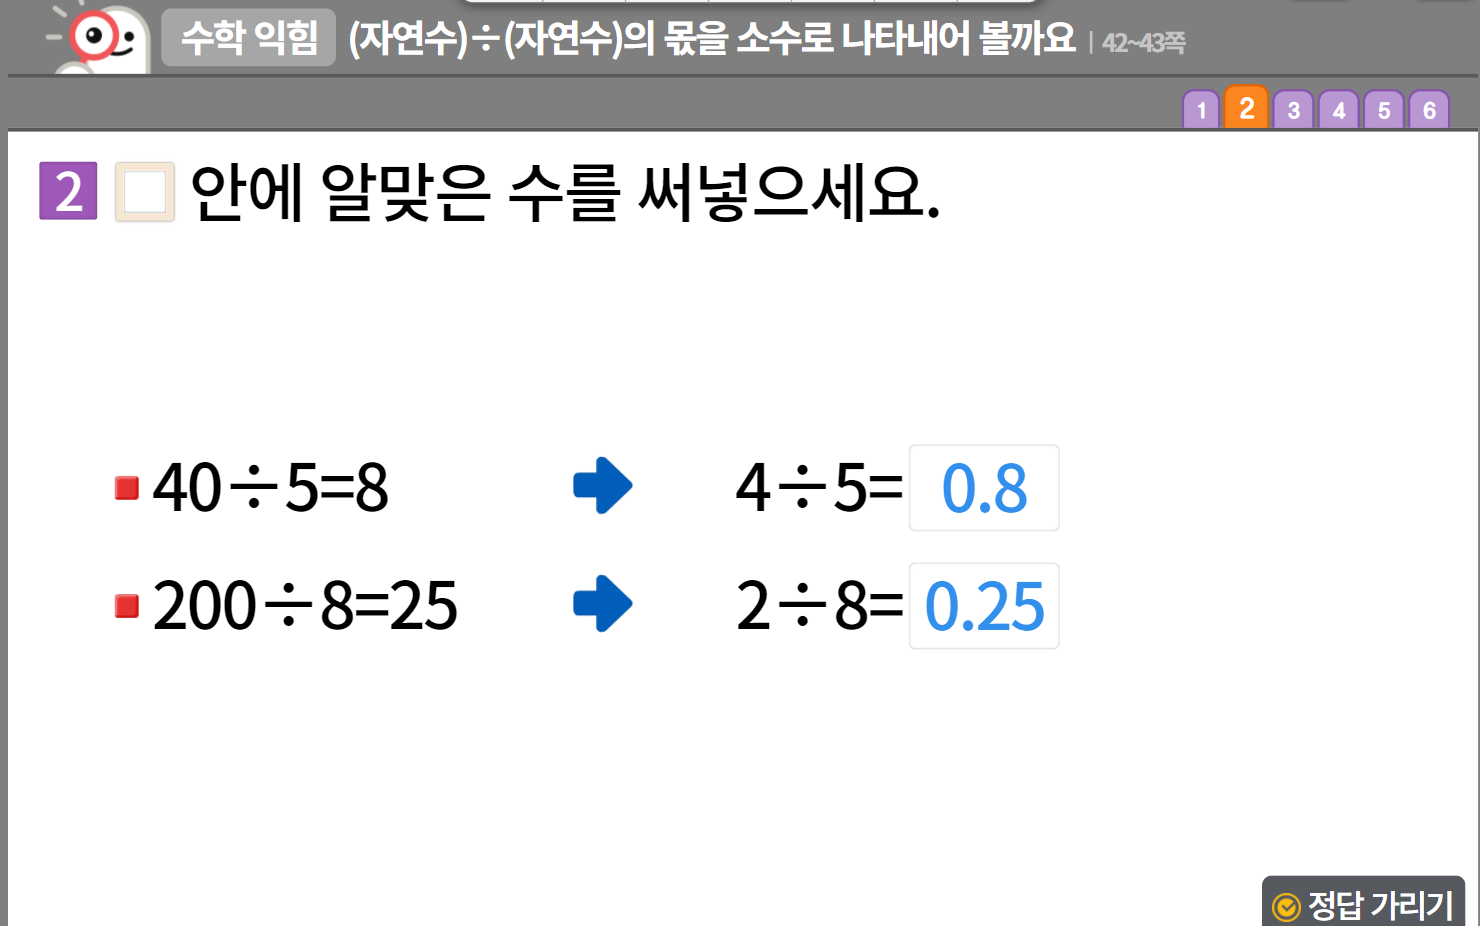 수학 익힘 (자연수)÷(자연수)의 몫을 소수로 나타내어 볼까요 | 42~43쪽
1 2 3 4 5 6
2 □ 안에 알맞은 수를 써넣으세요.
40÷5=8 4÷5= 0.8
200÷8=25 2÷8= 0.25
정답 가리기